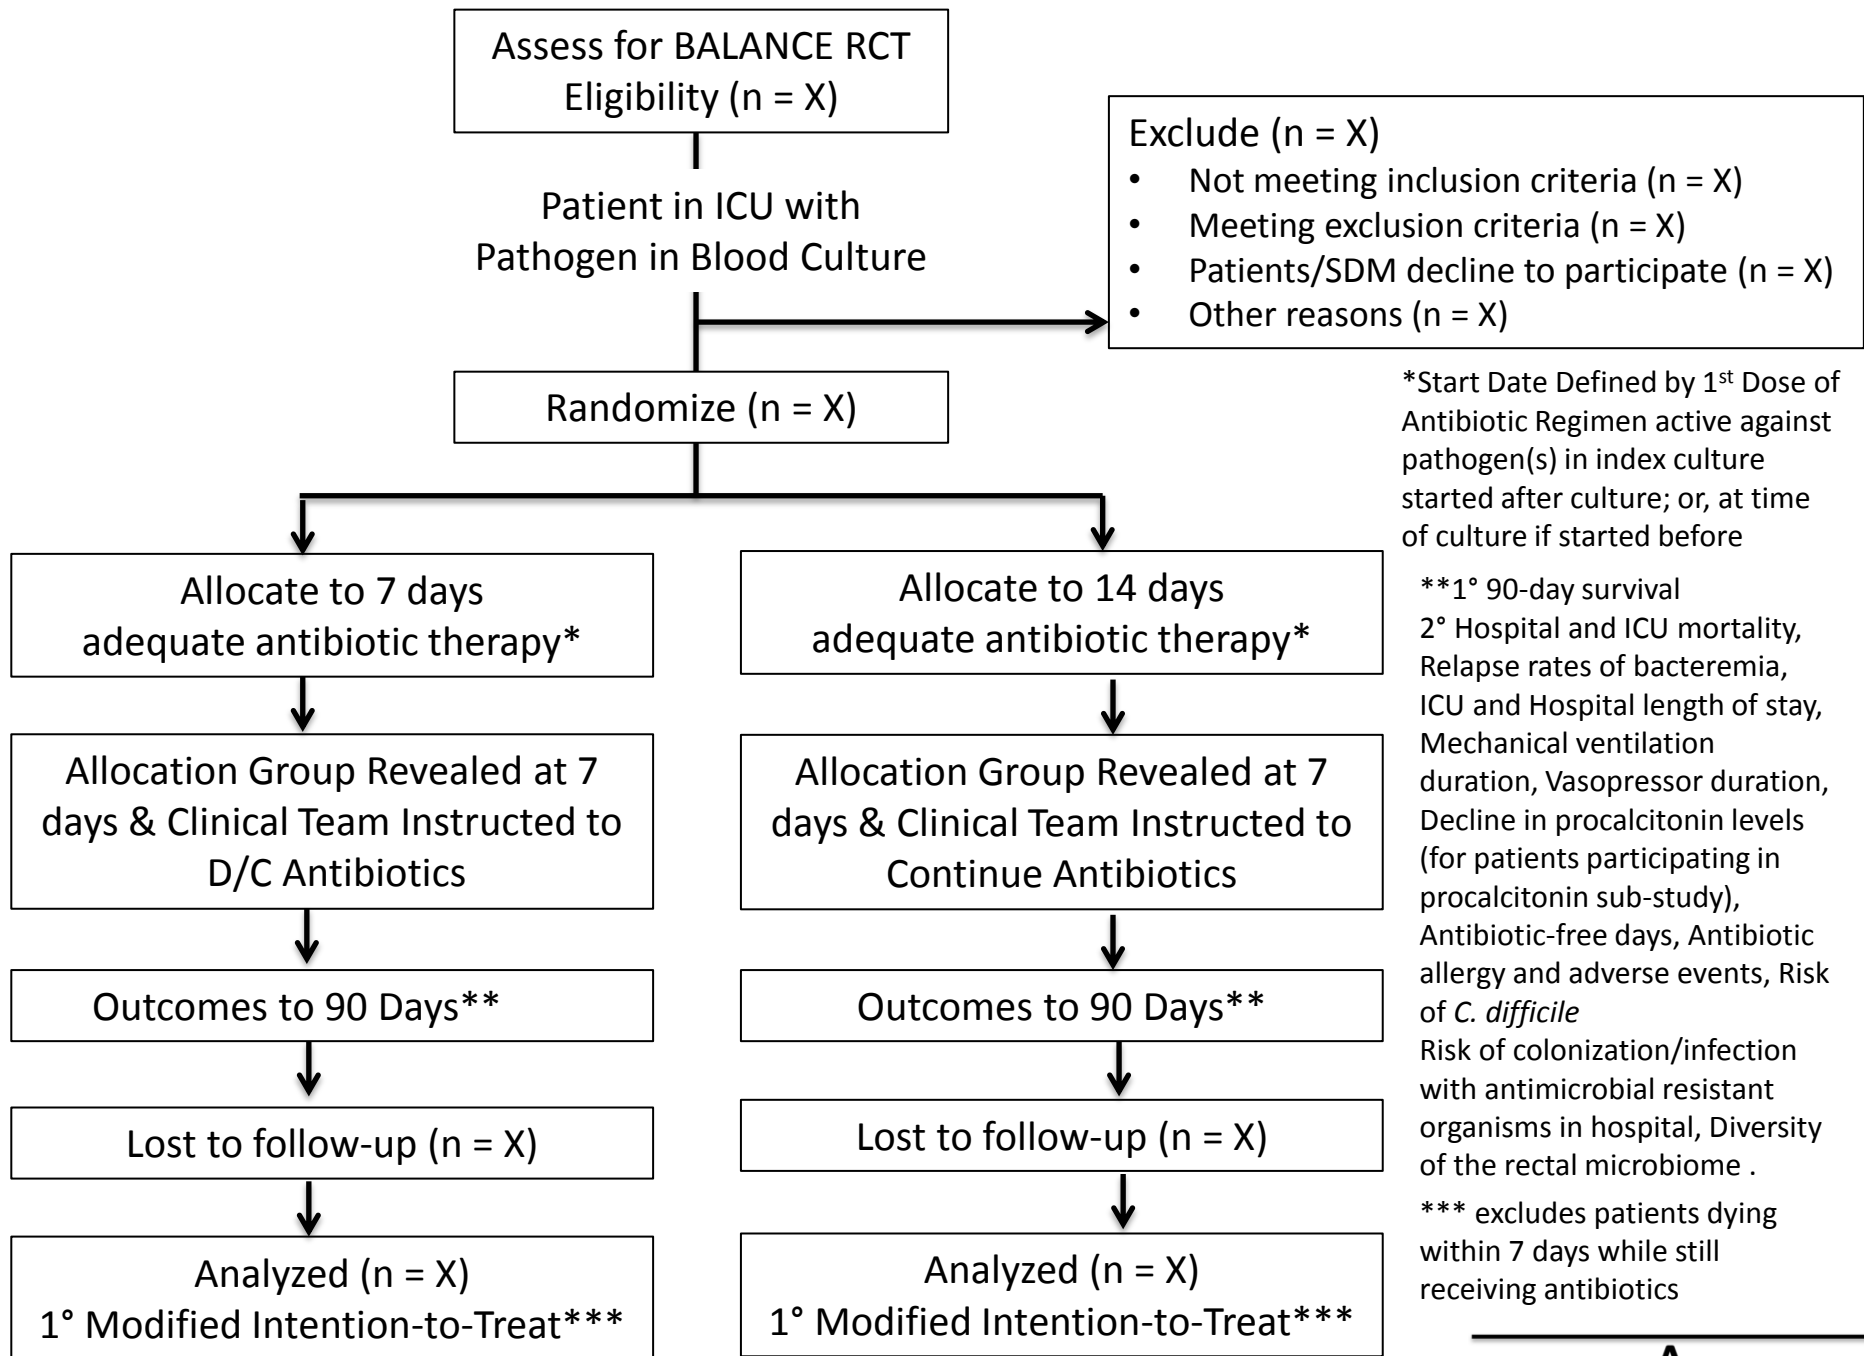 Assess for BALANCE RCT
Eligibility (n = X)
Patient in ICU with
Pathogen in Blood Culture
Exclude (n = X)
• Not meeting inclusion criteria (n = X)
• Meeting exclusion criteria (n = X)
• Patients/SDM decline to participate (n = X)
• Other reasons (n = X)
Randomize (n = X)
Allocate to 7 days
adequate antibiotic therapy*
Allocation Group Revealed at 7
days & Clinical Team Instructed to
D/C Antibiotics
Outcomes to 90 Days**
Lost to follow-up (n = X)
Analyzed (n = X)
1° Modified Intention-to-Treat***
Allocate to 14 days
adequate antibiotic therapy*
Allocation Group Revealed at 7
days & Clinical Team Instructed to
Continue Antibiotics
Outcomes to 90 Days**
Lost to follow-up (n = X)
Analyzed (n = X)
1° Modified Intention-to-Treat***
*Start Date Defined by 1st Dose of
Antibiotic Regimen active against
pathogen(s) in index culture
started after culture; or, at time
of culture if started before
**1° 90-day survival
2° Hospital and ICU mortality,
Relapse rates of bacteremia,
ICU and Hospital length of stay,
Mechanical ventilation
duration, Vasopressor duration,
Decline in procalcitonin levels
(for patients participating in
procalcitonin sub-study),
Antibiotic-free days, Antibiotic
allergy and adverse events, Risk
of C. difficile
Risk of colonization/infection
with antimicrobial resistant
organisms in hospital, Diversity
of the rectal microbiome .
*** excludes patients dying
within 7 days while still
receiving antibiotics